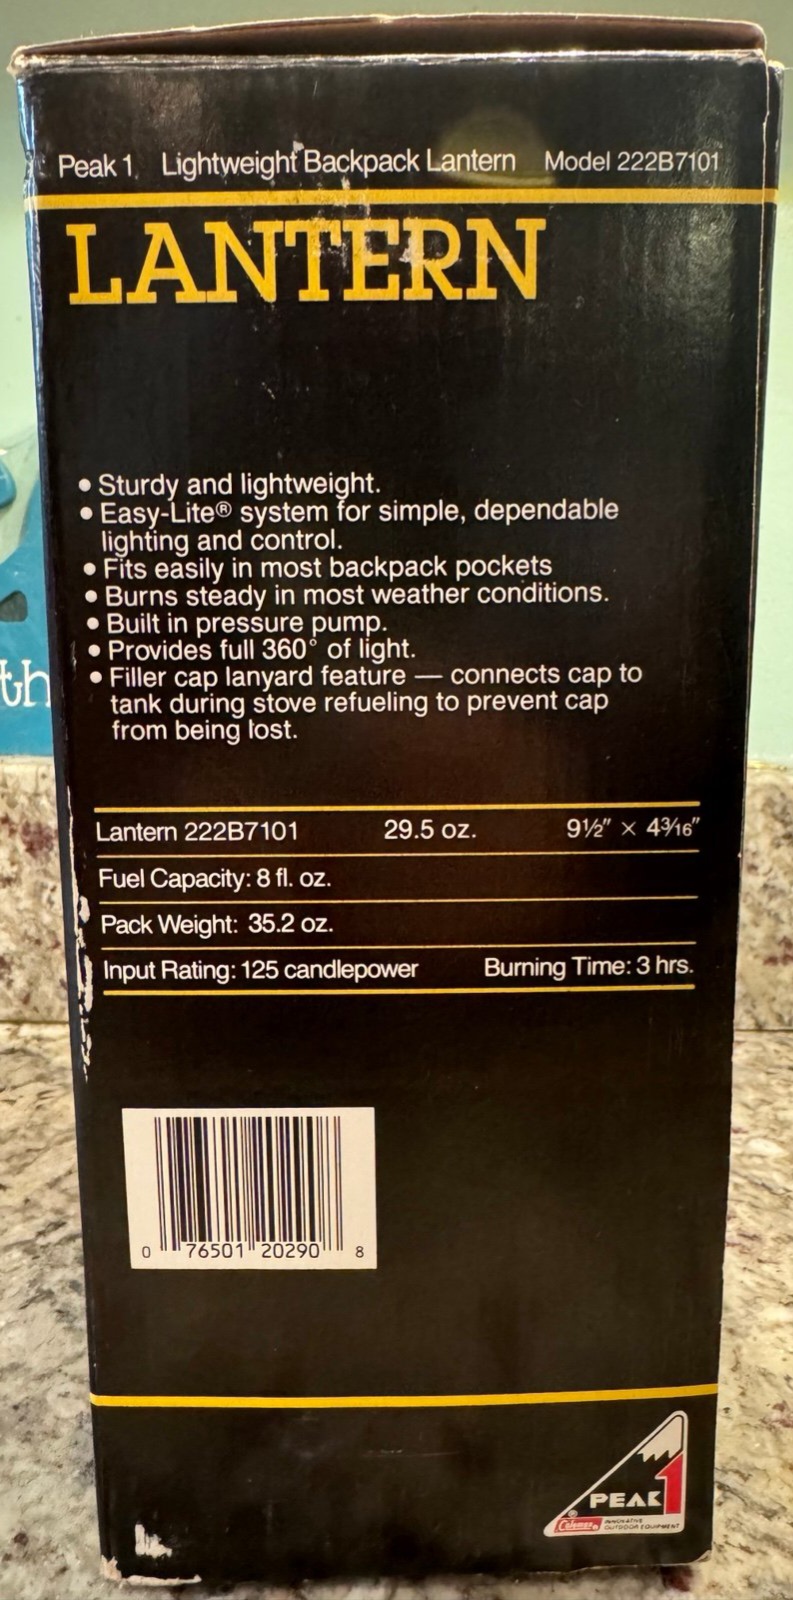 Peak 1 Lightweight Backpack Lantern Model 222B7101
LANTERN
• Sturdy and lightweight.
• Easy-Lite® system for simple, dependable
lighting and control.
• Fits easily in most backpack pockets
• Burns steady in most weather conditions.
• Built in pressure pump.
• Provides full 360° of light.
• Filler cap lanyard feature — connects cap to
tank during stove refueling to prevent cap
from being lost.
th
Lantern 222B7101 29.5 oz. 9½" × 4³⁄₁₆"
Fuel Capacity: 8 fl. oz.
Pack Weight: 35.2 oz.
Input Rating: 125 candlepower Burning Time: 3 hrs.
0 76501 20290 8
PEAK 1
Coleman® INNOVATIVE
OUTDOOR EQUIPMENT